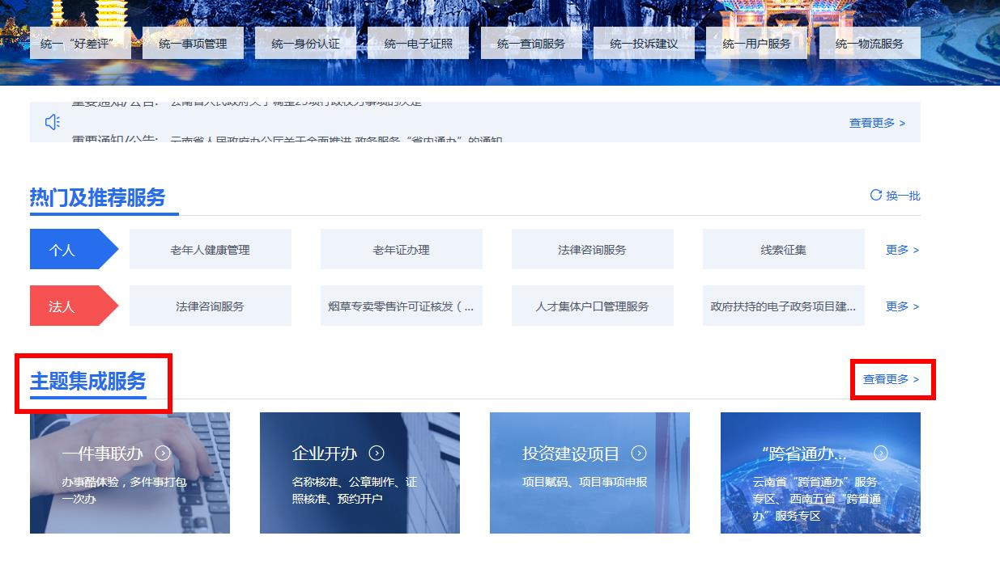 统一“好差评” 统一事项管理 统一身份认证 统一电子证照 统一查询服务 统一投诉建议 统一用户服务 统一物流服务
重要通知/公告: 云南省人民政府关于调整25项行政权力事项的决定
查看更多 >
重要通知/公告: 云南省人民政府办公厅关于全面推进 政务服务“省内通办”的通知
热门及推荐服务 换一批
个人 老年人健康管理 老年证办理 法律咨询服务 线索征集 更多 >
法人 法律咨询服务 烟草专卖零售许可证核发（... 人才集体户口管理服务 政府扶持的电子政务项目建... 更多 >
主题集成服务 查看更多 >
一件事联办
办事酷体验，多件事打包
一次办
企业开办
名称核准、公章制作、证
照核准、预约开户
投资建设项目
项目赋码、项目事项申报
“跨省通办...
云南省“跨省通办”服务
专区、 西南五省“跨省通
办”服务专区